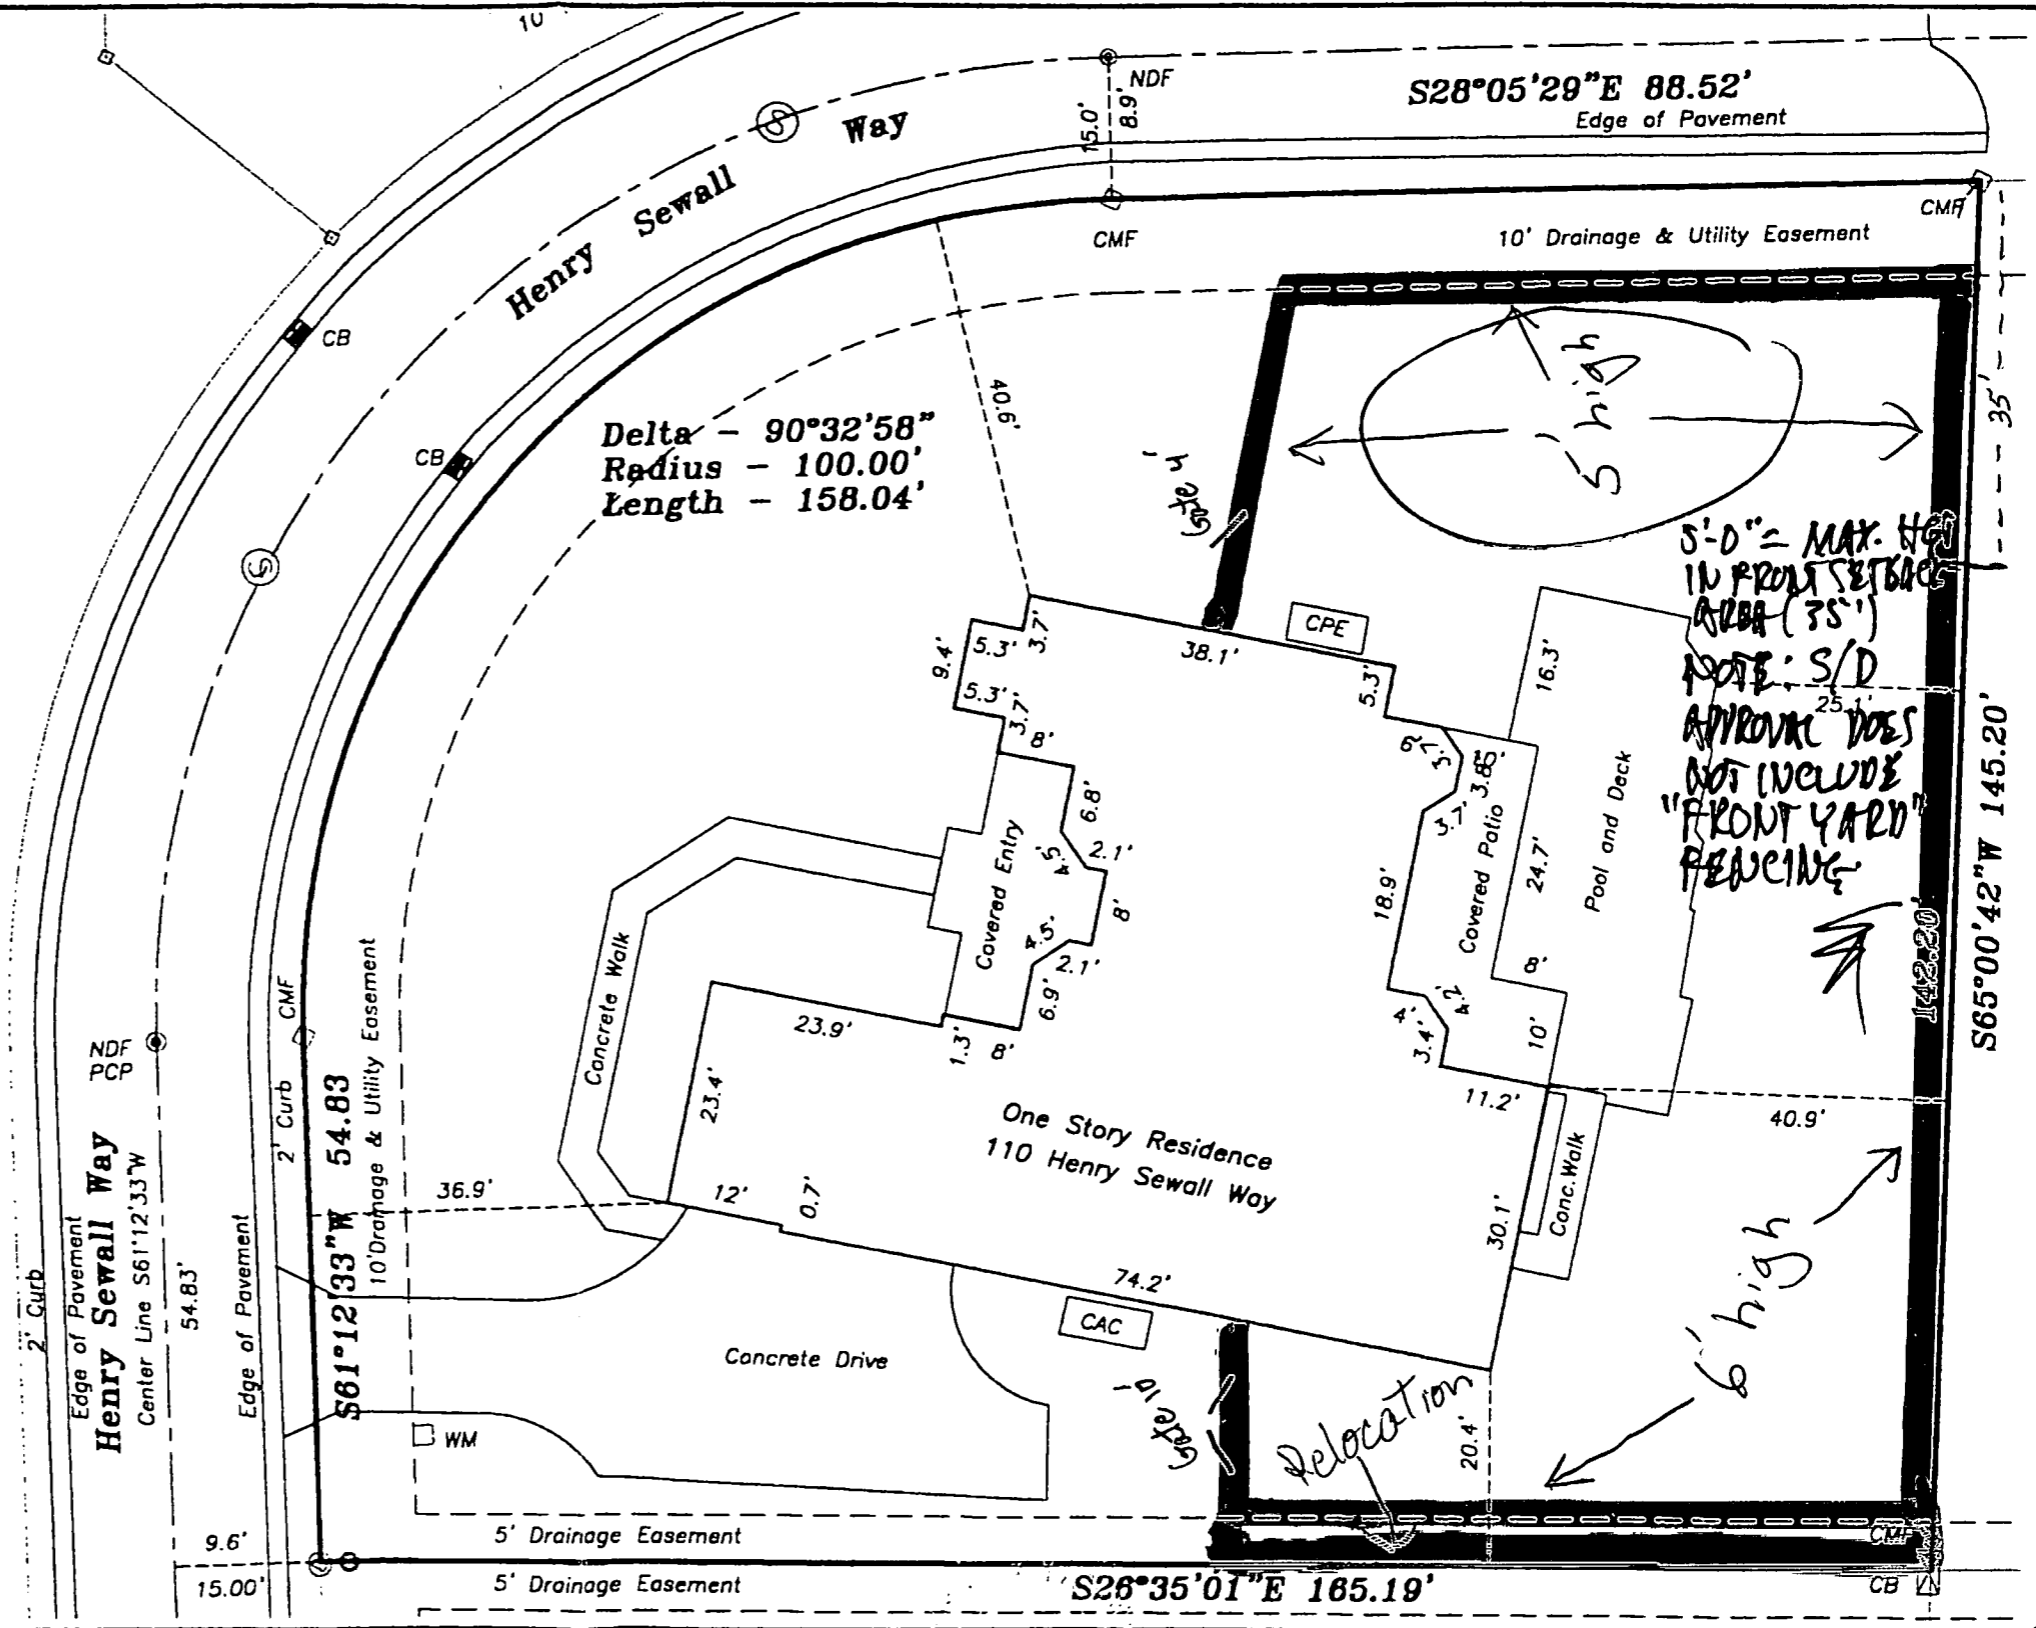 10'
NDF
S28°05'29"E 88.52'
Edge of Pavement
15.0'
8.9'
Henry Sewall Way
CMF
CMF
10' Drainage & Utility Easement
CB
CB
40.6'
Delta - 90°32'58"
Radius - 100.00'
Length - 158.04'
Gate 4'
5' high
35'
5'-0" = MAX. HGT
IN FRONT SETBACK
AREA (35')
NOTE: S/D
APPROVAL DOES
NOT INCLUDE
"FRONT YARD"
FENCING
25.1'
S65°00'42"W 145.20'
142.20'
CPE
38.1'
5.3'
3.7'
9.4'
5.3'
3.7'
8'
6.8'
4.5'
2.1'
8'
4.5'
2.1'
6.9'
8'
1.3'
Covered Entry
16.3'
3.7'
18.9'
Covered Patio
24.7'
Pool and Deck
8'
4'
4.2'
3.4'
10'
11.2'
40.9'
Conc.Walk
30.1'
Concrete Walk
23.9'
23.4'
12'
0.7'
One Story Residence
110 Henry Sewall Way
74.2'
CAC
36.9'
Concrete Drive
WM
Gate 10'
Relocation
20.4'
6' high
NDF
PCP
CMF
2' Curb
S61°12'33"W 54.83
10'Drainage & Utility Easement
2' Curb
Edge of Pavement
Henry Sewall Way
Center Line S61°12'33"W
54.83'
Edge of Pavement
9.6'
15.00'
5' Drainage Easement
5' Drainage Easement
S26°35'01"E 165.19'
CMF
CB